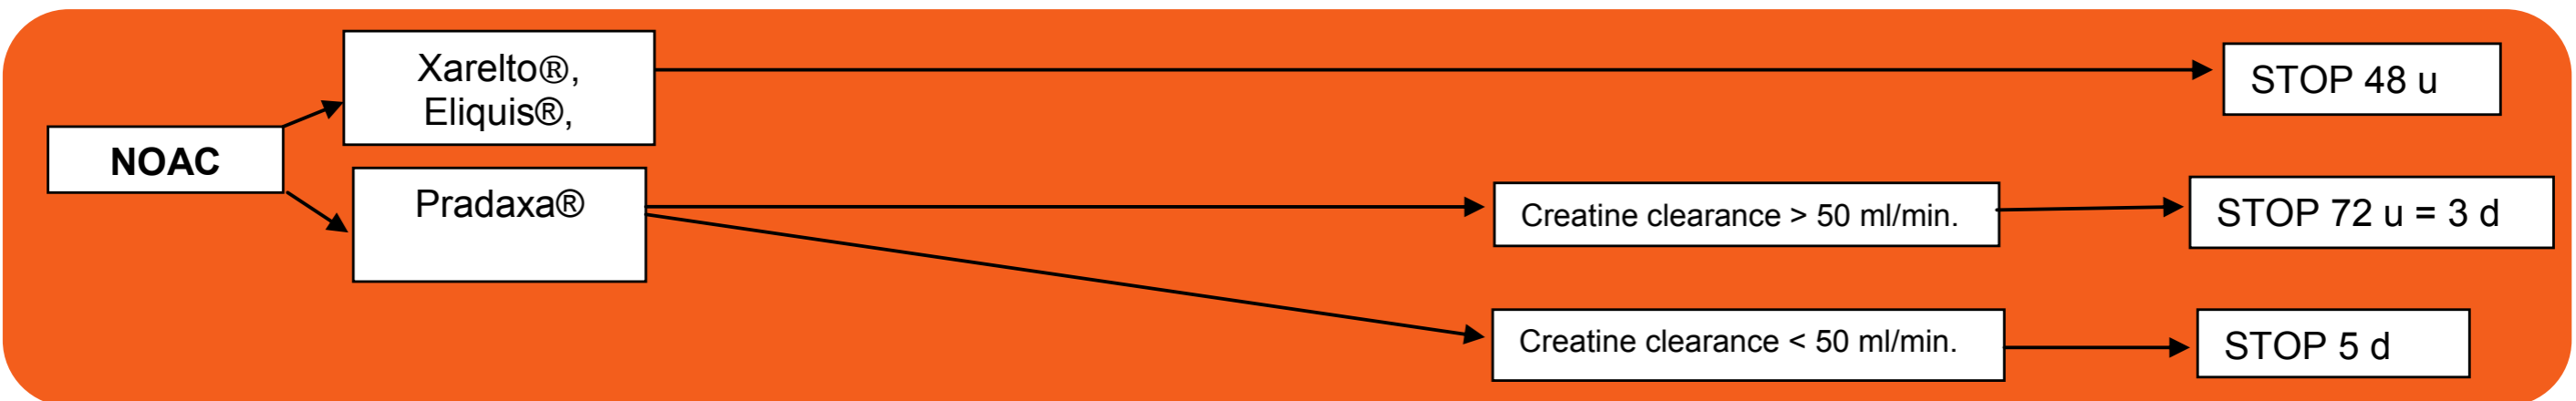 NOAC
Xarelto®,
Eliquis®,
STOP 48 u
Pradaxa®
Creatine clearance > 50 ml/min.
STOP 72 u = 3 d
Creatine clearance < 50 ml/min.
STOP 5 d